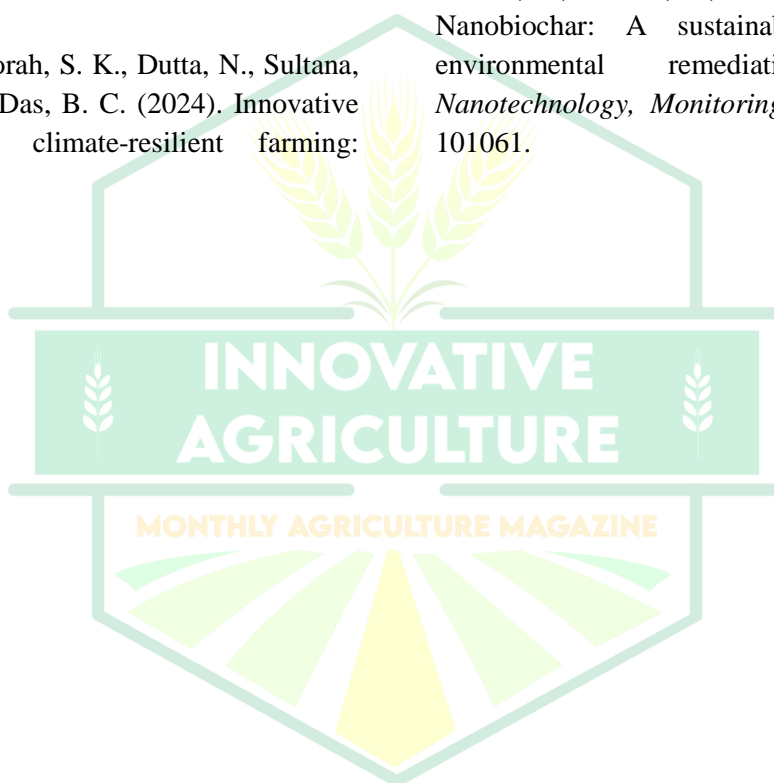 orah, S. K., Dutta, N., Sultana,
Das, B. C. (2024). Innovative
climate-resilient farming:
Nanobiochar: A sustainab
environmental remediati
Nanotechnology, Monitoring
101061.
INNOVATIVE
AGRICULTURE
MONTHLY AGRICULTURE MAGAZINE